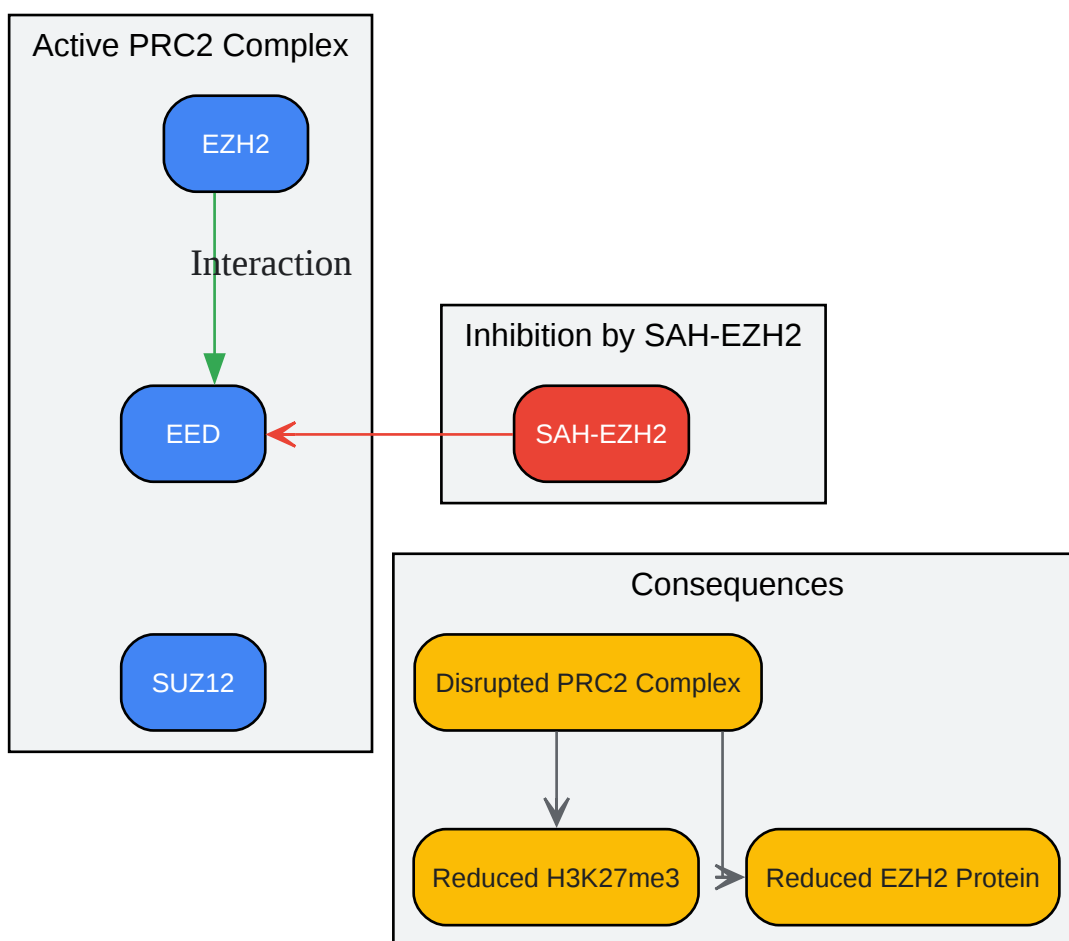 Active PRC2 Complex
EZH2
Interaction
EED
SUZ12
Inhibition by SAH-EZH2
SAH-EZH2
Consequences
Disrupted PRC2 Complex
Reduced H3K27me3
Reduced EZH2 Protein